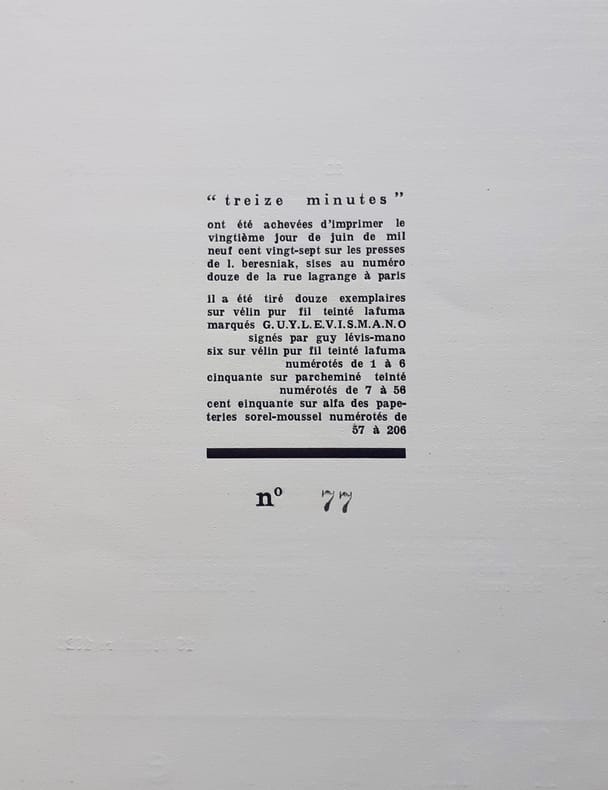 “ treize minutes ”
ont été achevées d’imprimer le
vingtième jour de juin de mil
neuf cent vingt-sept sur les presses
de l. beresniak, sises au numéro
douze de la rue lagrange à paris
il a été tiré douze exemplaires
sur vélin pur fil teinté lafuma
marqués G.U.Y.L.E.V.I.S.M.A.N.O
signés par guy lévis-mano
six sur vélin pur fil teinté lafuma
numérotés de 1 à 6
cinquante sur parcheminé teinté
numérotés de 7 à 56
cent einquante sur alfa des pape-
teries sorel-moussel numérotés de
57 à 206
nº 77